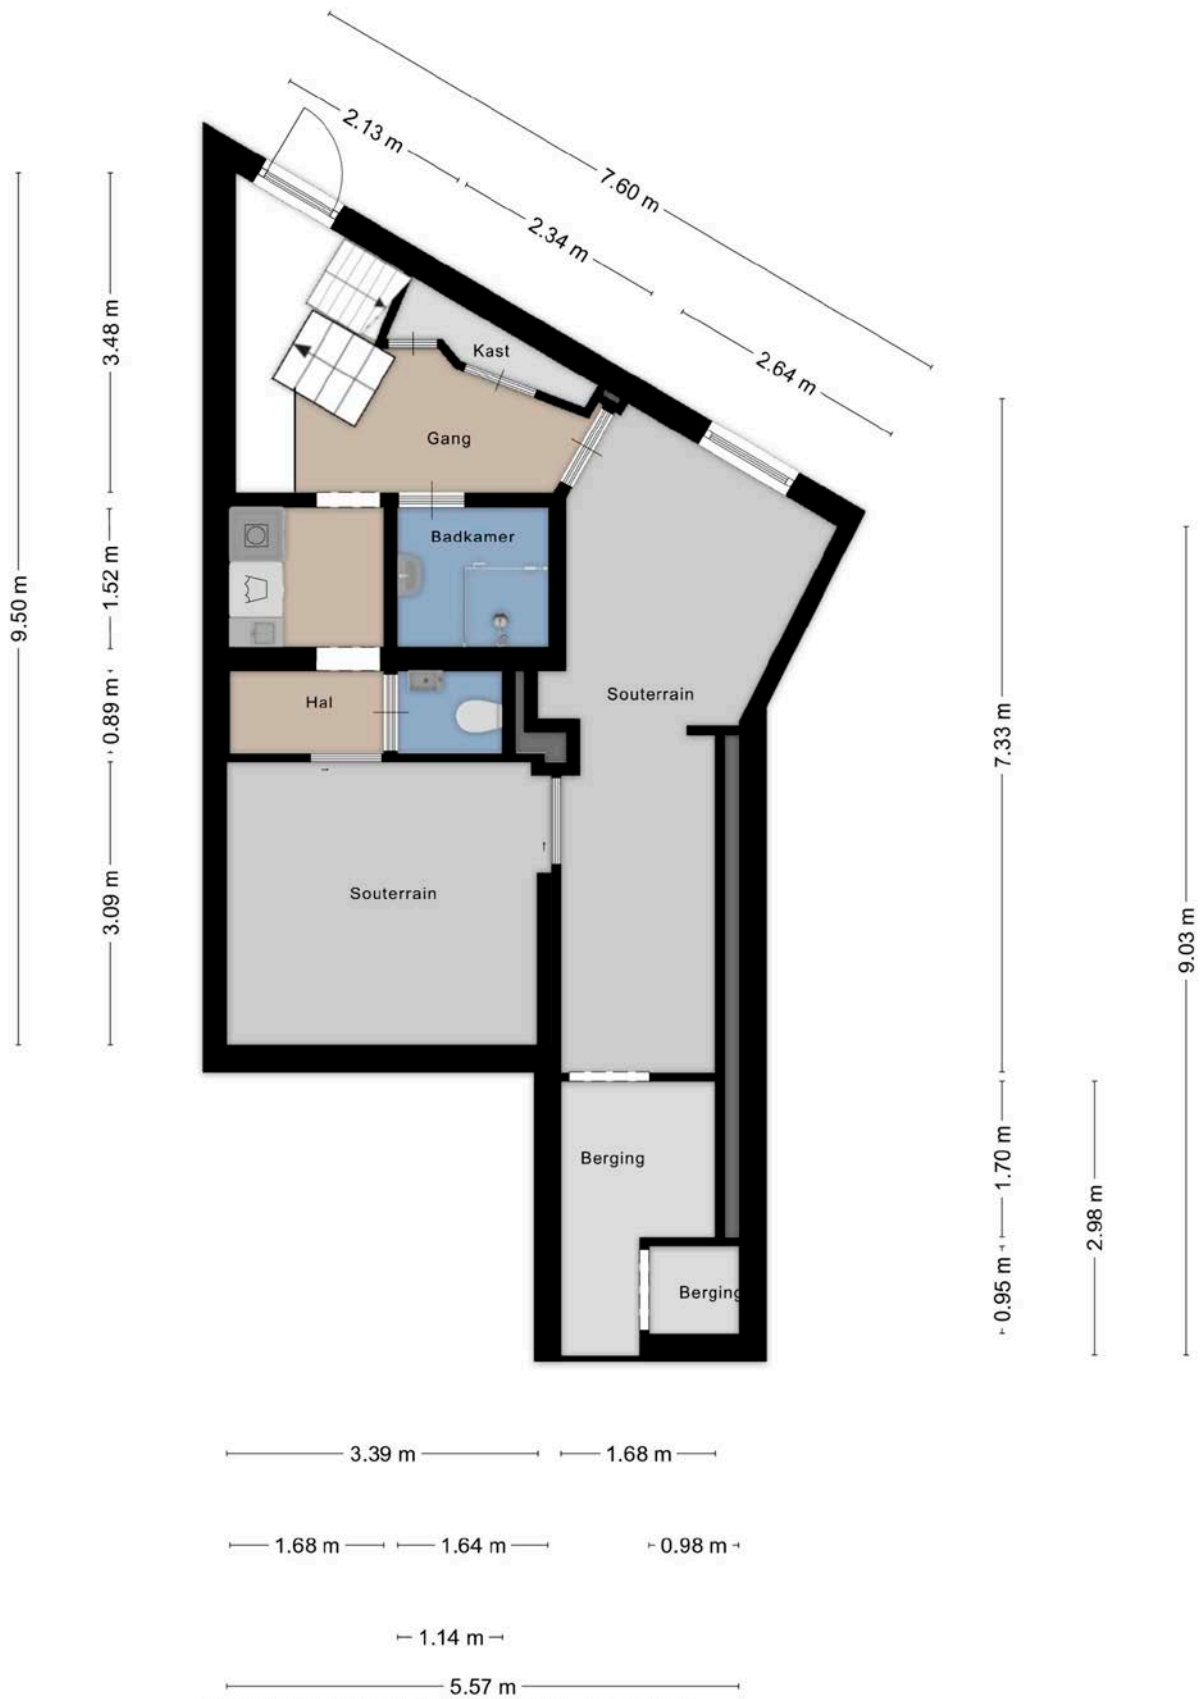 2.13 m
7.60 m
2.34 m
2.64 m
3.48 m
Kast
Gang
Badkamer
1.52 m
9.50 m
0.89 m
Hal
Souterrain
7.33 m
3.09 m
Souterrain
9.03 m
Berging
1.70 m
2.98 m
0.95 m
Berging
3.39 m
1.68 m
1.68 m
1.64 m
0.98 m
1.14 m
5.57 m